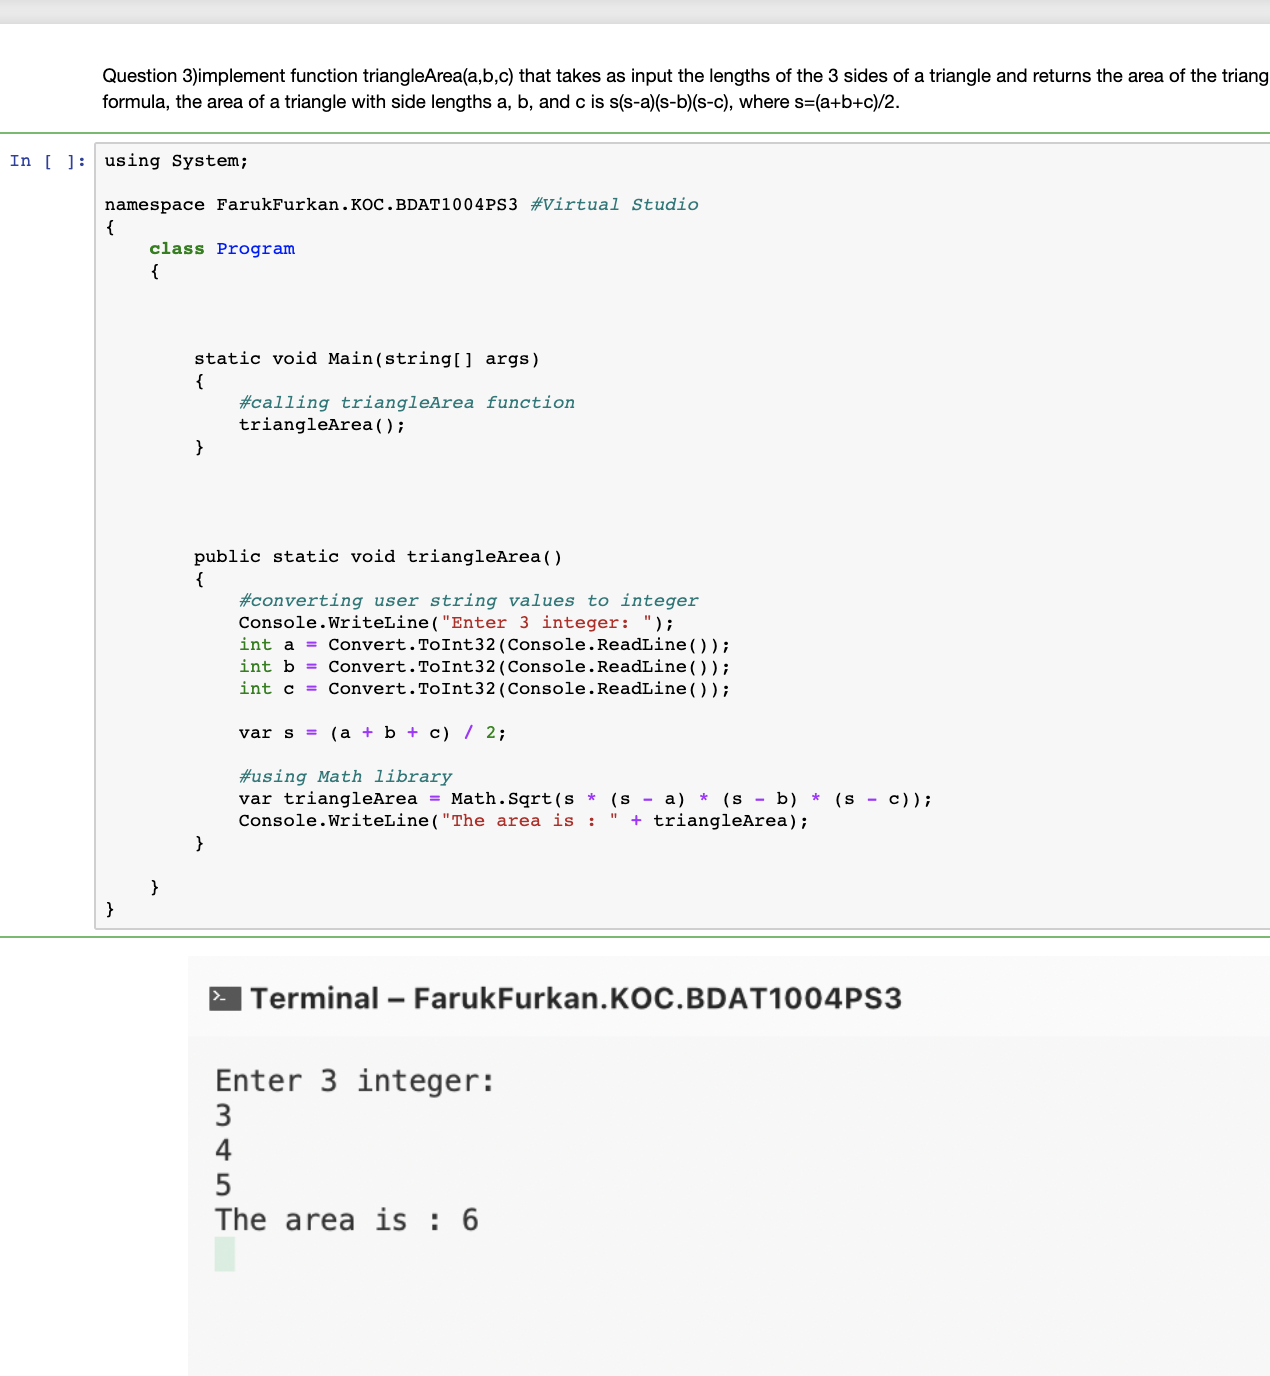 Question 3)implement function triangleArea(a,b,c) that takes as input the lengths of the 3 sides of a triangle and returns the area of the triang
formula, the area of a triangle with side lengths a, b, and c is s(s-a)(s-b)(s-c), where s=(a+b+c)/2.
In [ ]:
using System;
namespace FarukFurkan.KOC.BDAT1004PS3 #Virtual Studio
{
class Program
{
static void Main(string[] args)
{
#calling triangleArea function
triangleArea();
}
public static void triangleArea()
{
#converting user string values to integer
Console.WriteLine("Enter 3 integer: ");
int a = Convert.ToInt32(Console.ReadLine());
int b = Convert.ToInt32(Console.ReadLine());
int c = Convert.ToInt32(Console.ReadLine());
var s = (a + b + c) / 2;
#using Math library
var triangleArea = Math.Sqrt(s * (s - a) * (s - b) * (s - c));
Console.WriteLine("The area is : " + triangleArea);
}
}
}
Terminal – FarukFurkan.KOC.BDAT1004PS3
Enter 3 integer:
3
4
5
The area is : 6